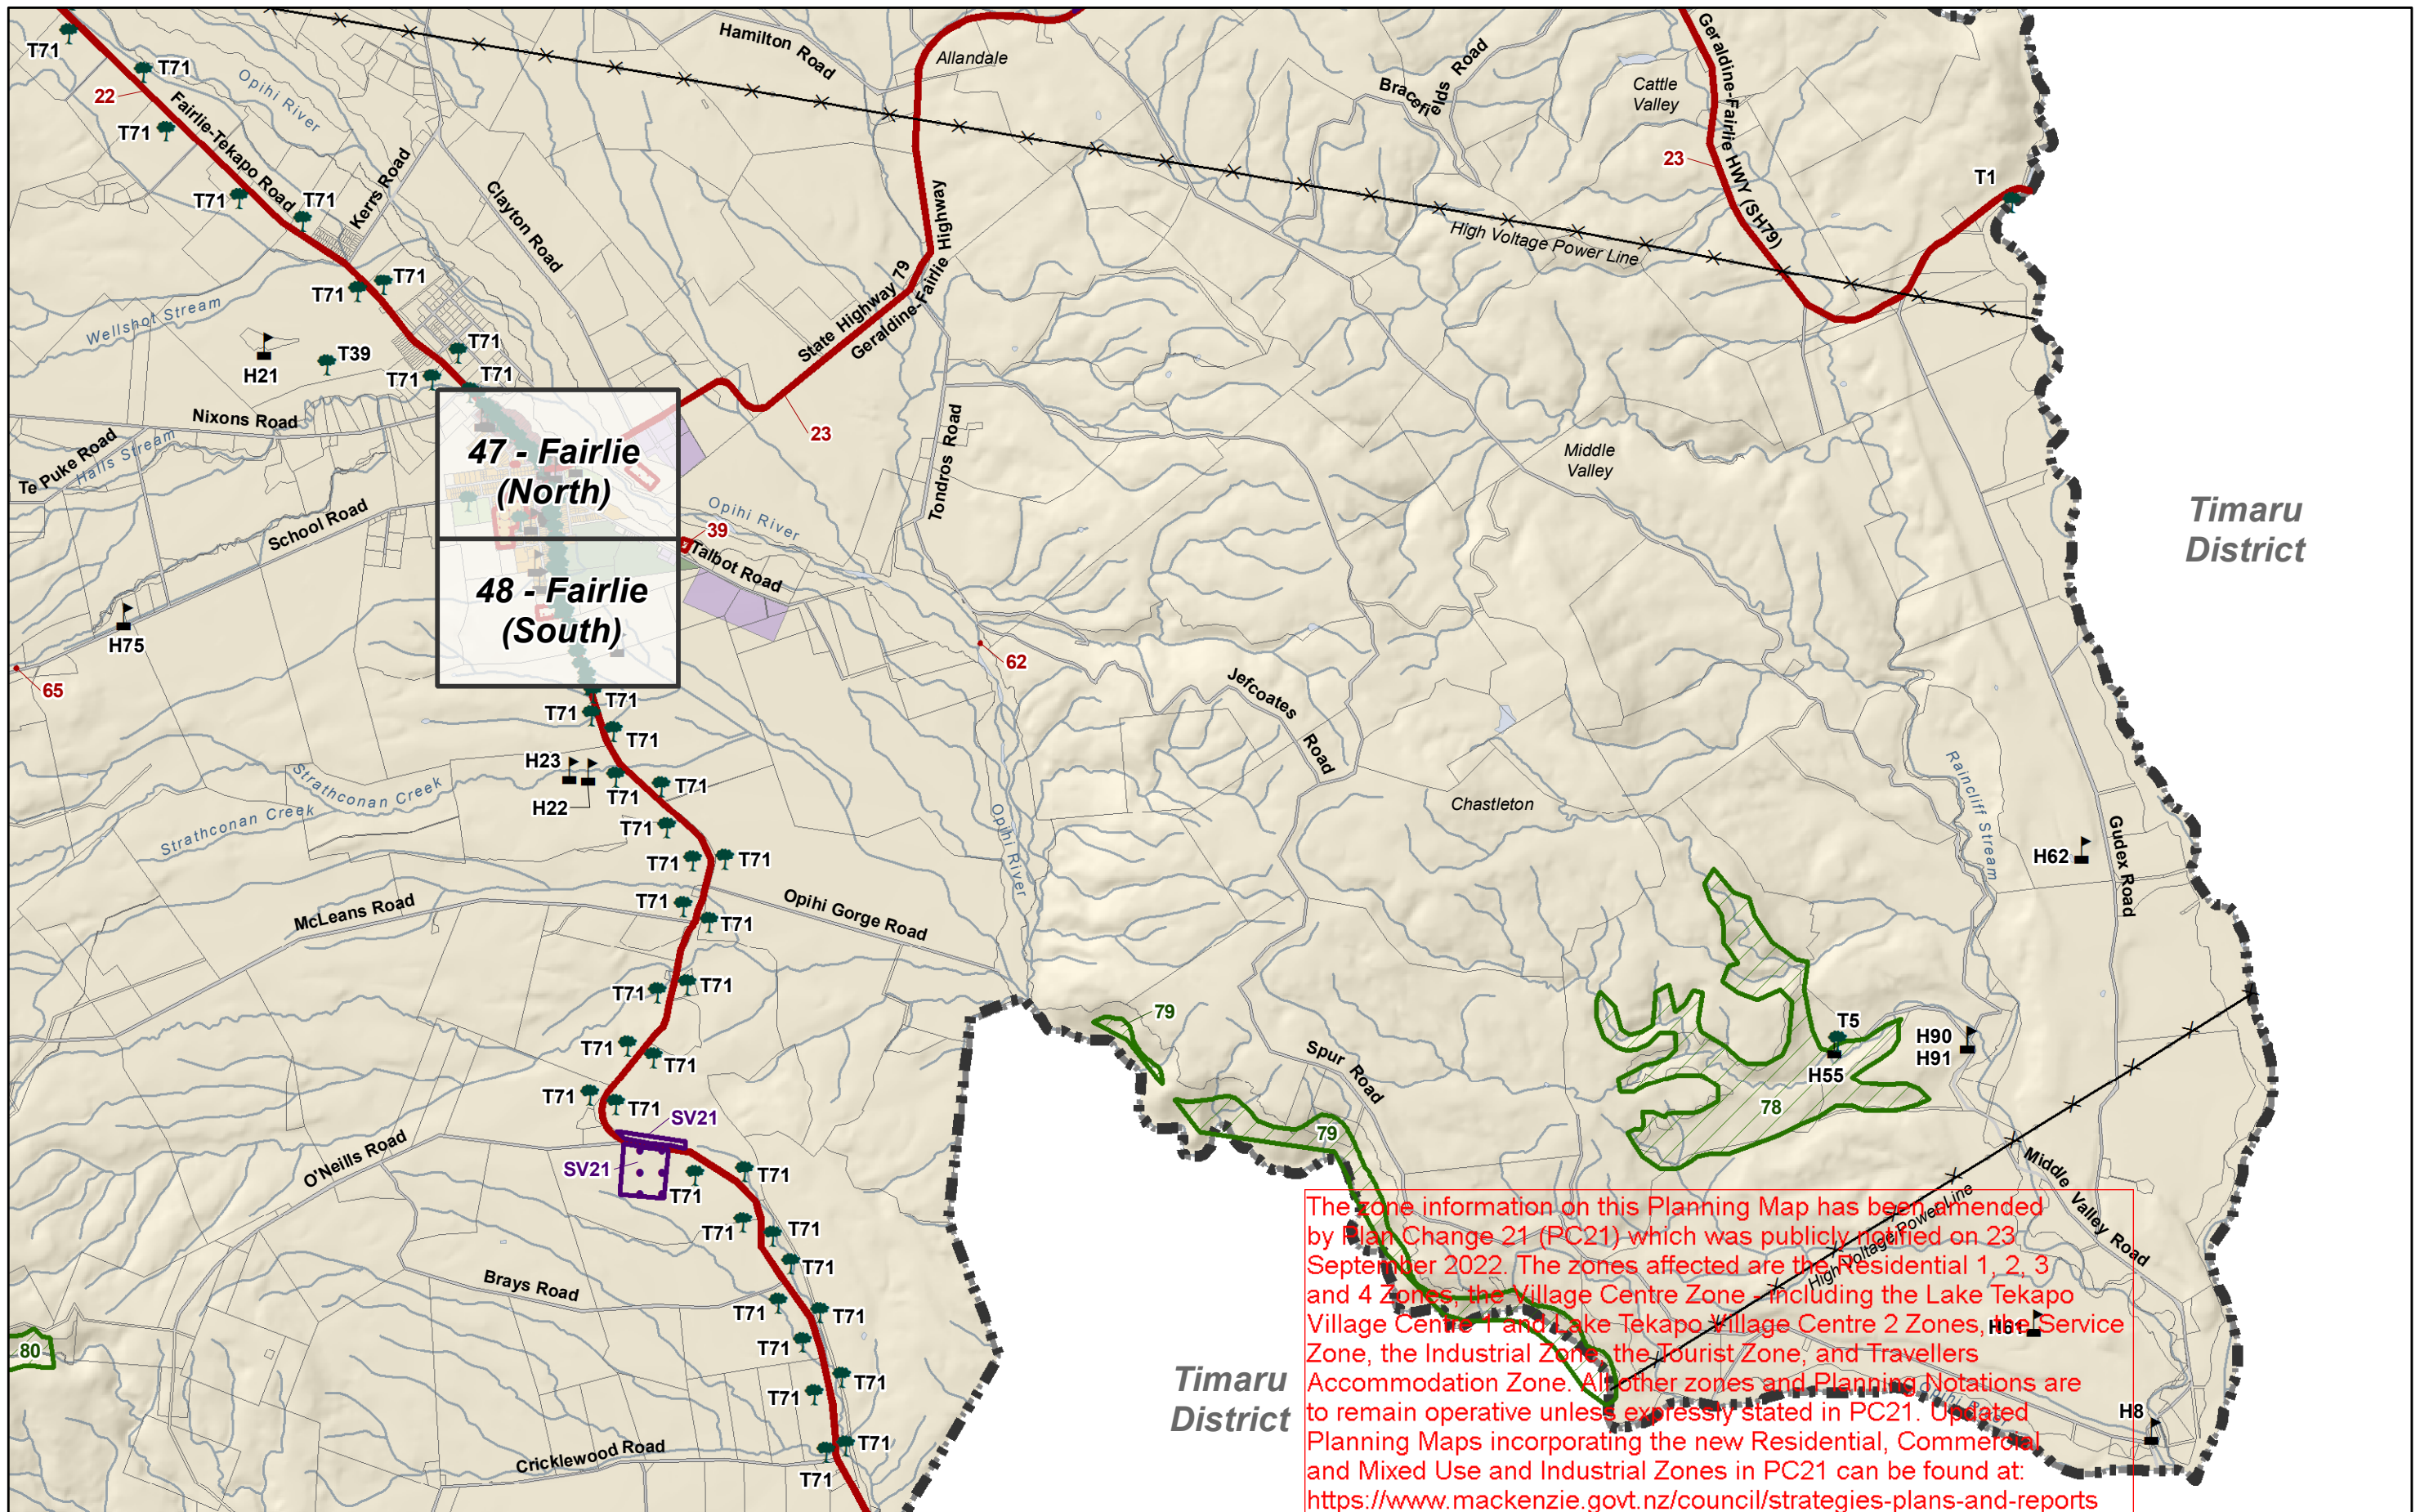 T71
T71
22
Opihi River
Fairlie-Tekapo Road
T71
T71
T71
Kerrs Road
Clayton Road
Hamilton Road
Allandale
Bracefields Road
Cattle
Valley
Geraldine-Fairlie HWY (SH79)
23
T1
High Voltage Power Line
State Highway 79
Geraldine-Fairlie Highway
T71
T71
Wellshot Stream
H21
T39
T71
T71
T71
Nixons Road
Te Puke Road
Halls Stream
School Road
47 - Fairlie
(North)
23
Tondros Road
Middle
Valley
Timaru
District
Opihi River
39
Talbot Road
48 - Fairlie
(South)
H75
65
62
Jefcoates Road
T71
T71
T71
H23
H22
T71
T71
T71
Strathconan Creek
Strathconan Creek
Opihi River
Chastleton
Raincliff Stream
H62
Gudex Road
T71
T71
McLeans Road
T71
T71
Opihi Gorge Road
T71
T71
79
T71
T71
T71
T71
Spur Road
T5
H55
H90
H91
78
79
SV21
SV21
O'Neills Road
T71
T71
Middle Valley Road
High Voltage Power Line
T71
T71
T71
Brays Road
T71
T71
T71
80
T71
T71
H61
Timaru
District
H8
Cricklewood Road
T71
T71
The zone information on this Planning Map has been amended
by Plan Change 21 (PC21) which was publicly notified on 23
September 2022. The zones affected are the Residential 1, 2, 3
and 4 Zones, the Village Centre Zone - including the Lake Tekapo
Village Centre 1 and Lake Tekapo Village Centre 2 Zones, the Service
Zone, the Industrial Zone, the Tourist Zone, and Travellers
Accommodation Zone. All other zones and Planning Notations are
to remain operative unless expressly stated in PC21. Updated
Planning Maps incorporating the new Residential, Commercial
and Mixed Use and Industrial Zones in PC21 can be found at:
https://www.mackenzie.govt.nz/council/strategies-plans-and-reports